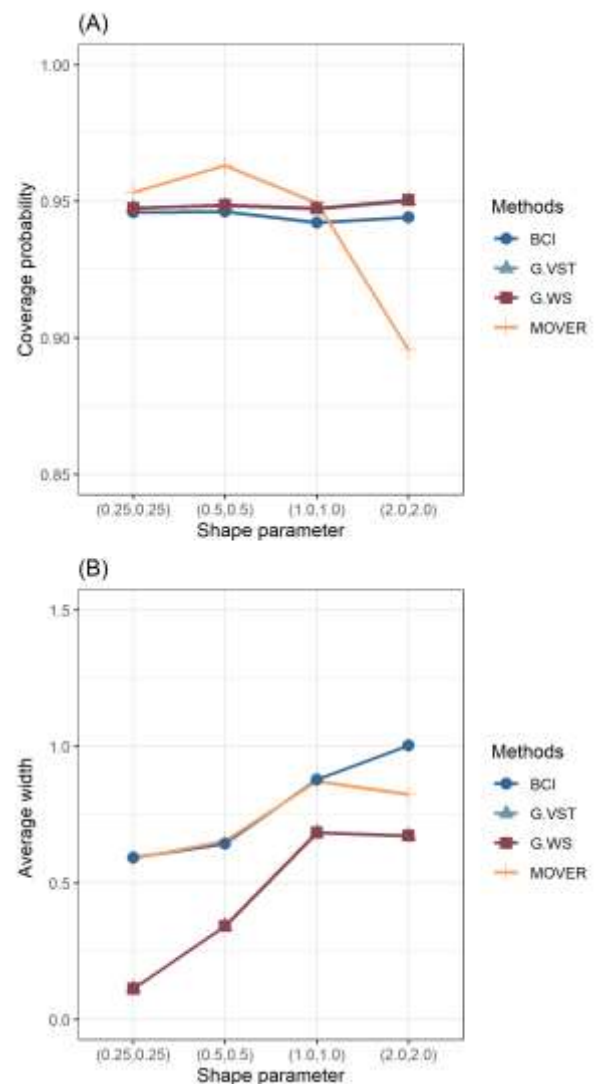 (A)
1.00
0.95
0.90
0.85
Coverage probability
(0.25,0.25) (0.5,0.5) (1.0,1.0) (2.0,2.0)
Shape parameter
Methods
BCI
G.VST
G.WS
MOVER
(B)
1.5
1.0
0.5
0.0
Average width
(0.25,0.25) (0.5,0.5) (1.0,1.0) (2.0,2.0)
Shape parameter
Methods
BCI
G.VST
G.WS
MOVER